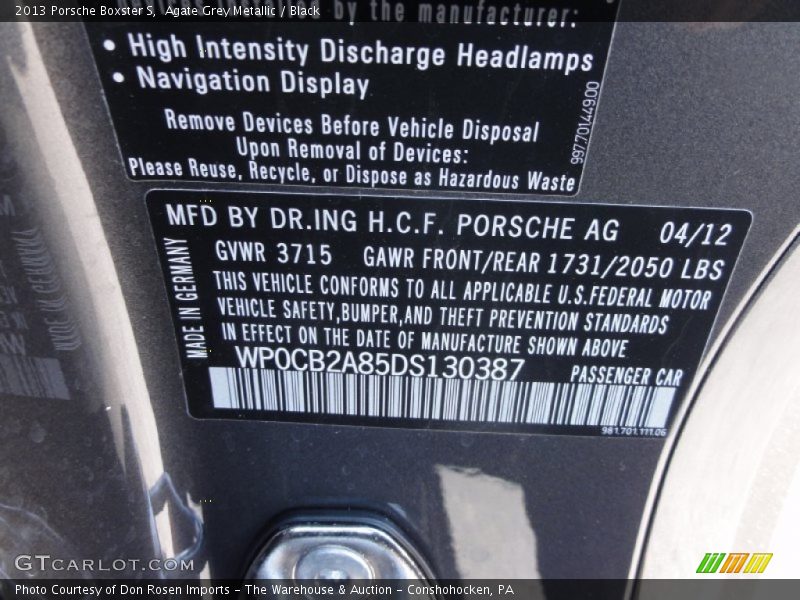 2013 Porsche Boxster S, Agate Grey Metallic / Black
by the manufacturer:
• High Intensity Discharge Headlamps
• Navigation Display
Remove Devices Before Vehicle Disposal
Upon Removal of Devices:
Please Reuse, Recycle, or Dispose as Hazardous Waste
997.701.449.00
MFD BY DR.ING H.C.F. PORSCHE AG 04/12
GVWR 3715 GAWR FRONT/REAR 1731/2050 LBS
THIS VEHICLE CONFORMS TO ALL APPLICABLE U.S.FEDERAL MOTOR
VEHICLE SAFETY,BUMPER,AND THEFT PREVENTION STANDARDS
IN EFFECT ON THE DATE OF MANUFACTURE SHOWN ABOVE
MADE IN GERMANY
WP0CB2A85DS130387 PASSENGER CAR
981.701.111.06
GTCARLOT.COM
Photo Courtesy of Don Rosen Imports - The Warehouse & Auction - Conshohocken, PA